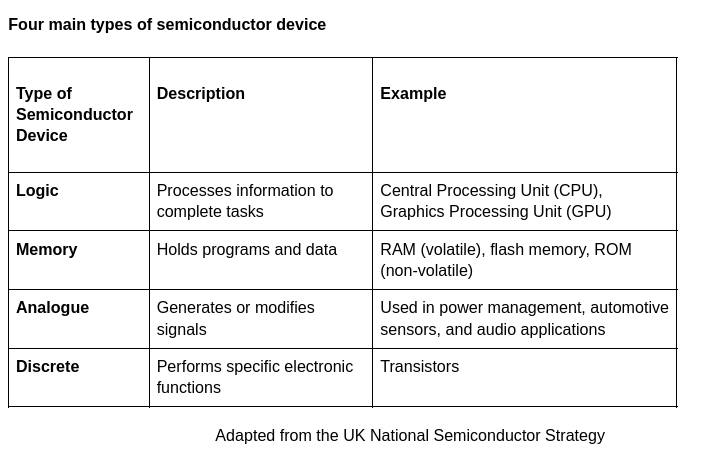 Four main types of semiconductor device
Type of
Semiconductor
Device
Description
Example
Logic
Processes information to
complete tasks
Central Processing Unit (CPU),
Graphics Processing Unit (GPU)
Memory
Holds programs and data
RAM (volatile), flash memory, ROM
(non-volatile)
Analogue
Generates or modifies
signals
Used in power management, automotive
sensors, and audio applications
Discrete
Performs specific electronic
functions
Transistors
Adapted from the UK National Semiconductor Strategy